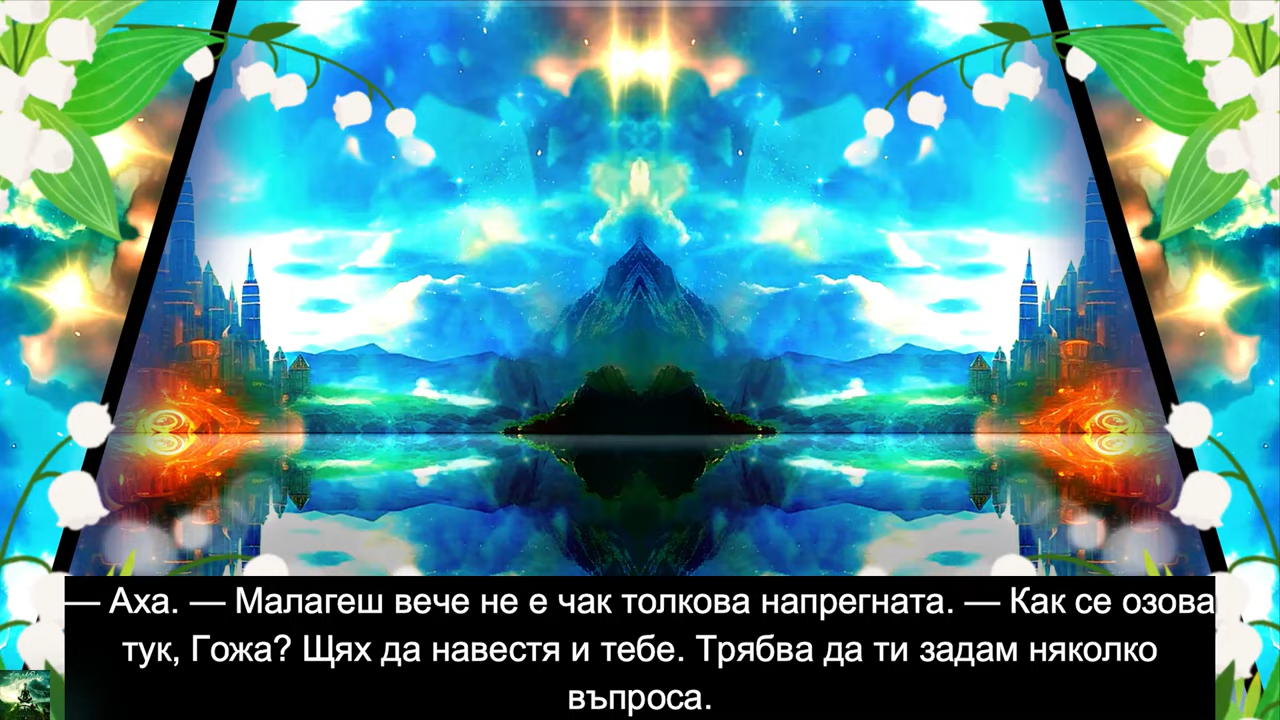 — Аха. — Малагеш вече не е чак толкова напрегната. — Как се озова
тук, Гожа? Щях да навестя и тебе. Трябва да ти задам няколко
въпроса.